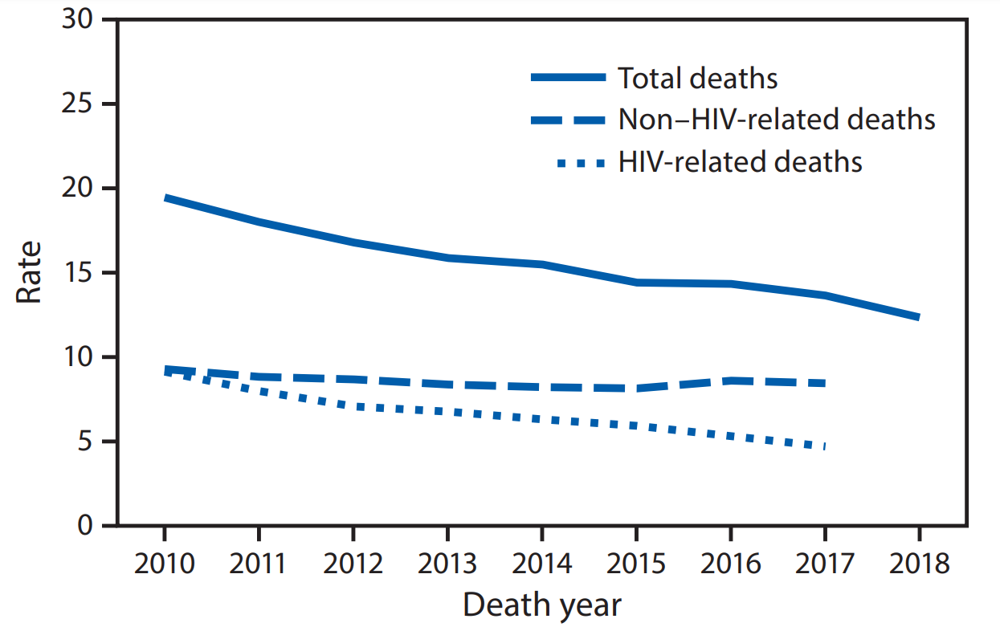 30
25
20
15
10
5
0
Rate
Total deaths
Non–HIV-related deaths
HIV-related deaths
2010 2011 2012 2013 2014 2015 2016 2017 2018
Death year